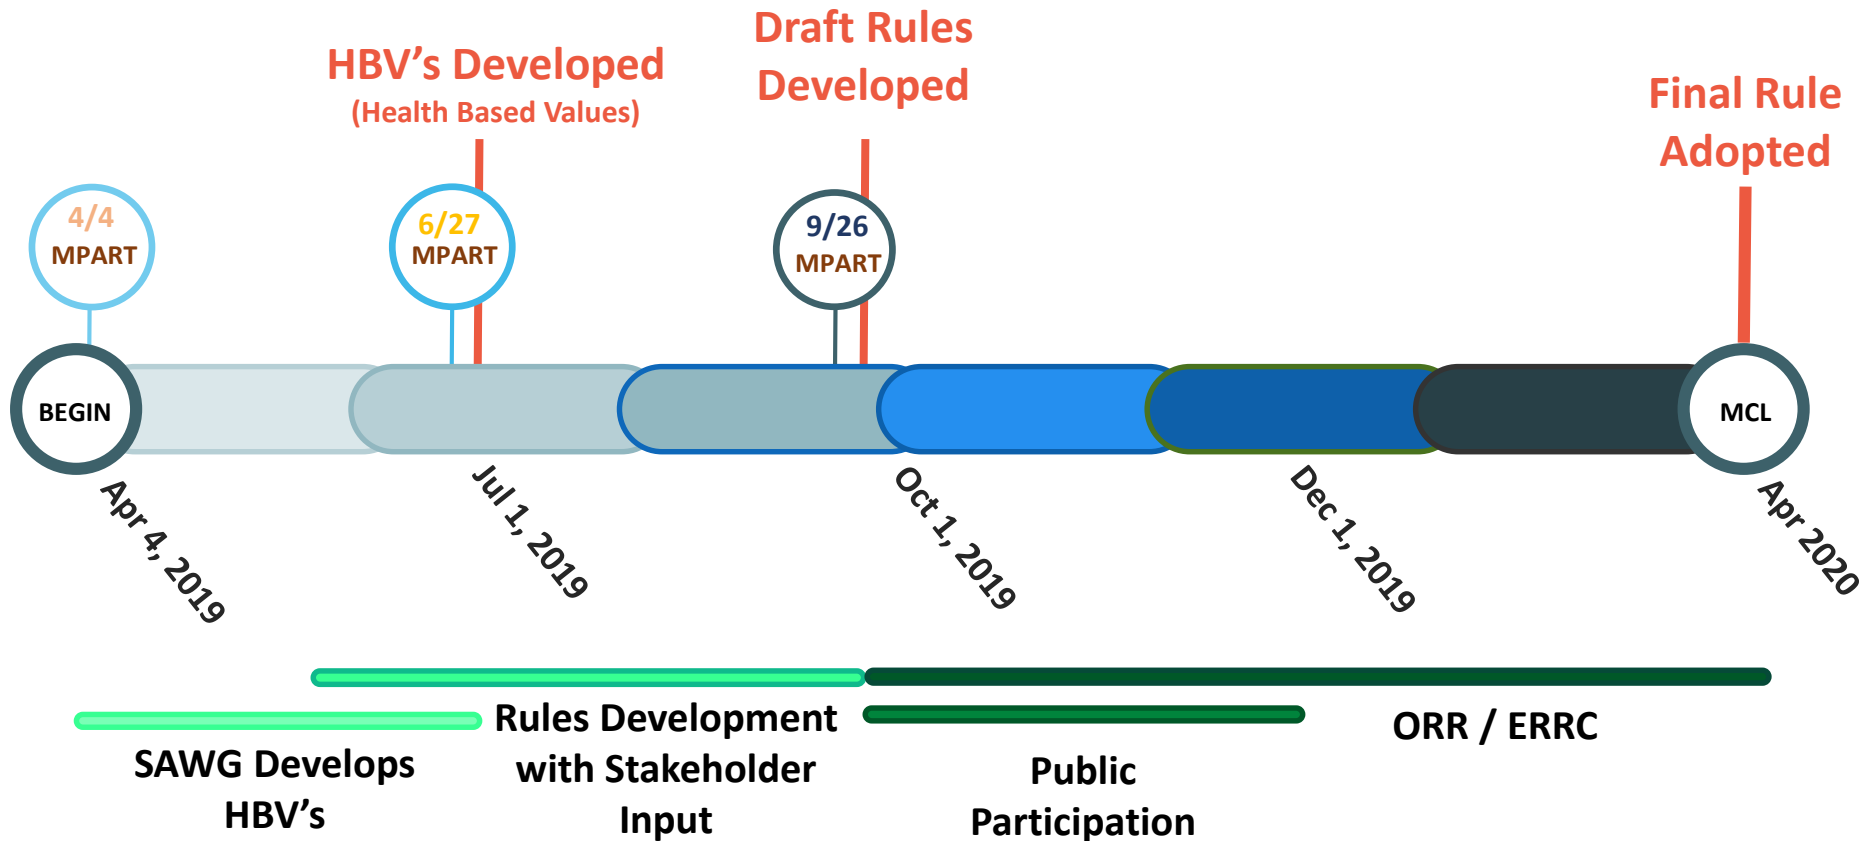 HBV’s Developed
(Health Based Values)
Draft Rules
Developed
Final Rule
Adopted
4/4
MPART
6/27
MPART
9/26
MPART
BEGIN
MCL
Apr 4, 2019
Jul 1, 2019
Oct 1, 2019
Dec 1, 2019
Apr 2020
SAWG Develops
HBV’s
Rules Development
with Stakeholder
Input
Public
Participation
ORR / ERRC